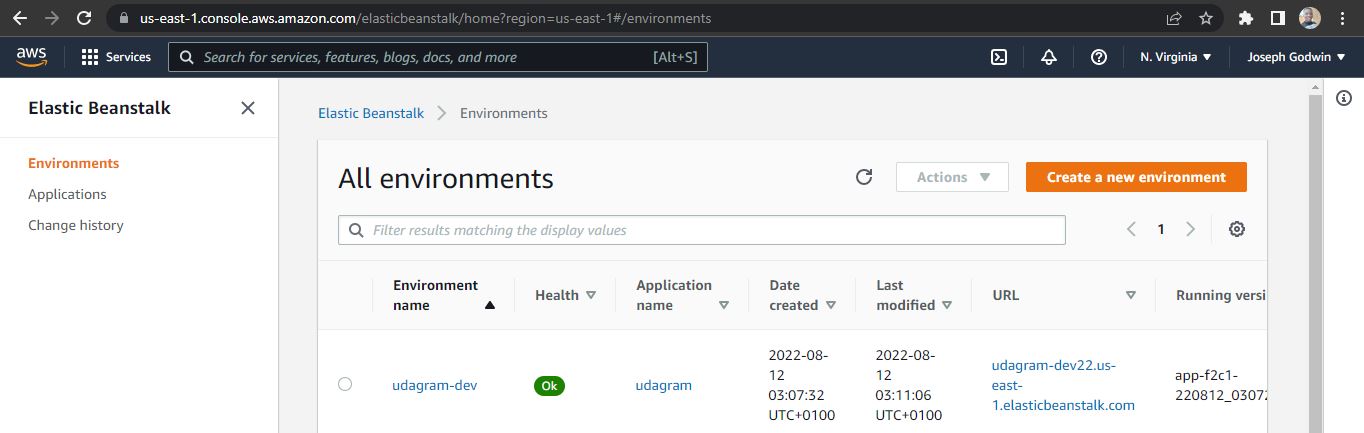 us-east-1.console.aws.amazon.com/elasticbeanstalk/home?region=us-east-1#/environments
aws
Services
Search for services, features, blogs, docs, and more
[Alt+S]
N. Virginia
Joseph Godwin
Elastic Beanstalk
Environments
Applications
Change history
Elastic Beanstalk
Environments
All environments
Actions
Create a new environment
Filter results matching the display values
1
Environment
name
Health
Application
name
Date
created
Last
modified
URL
Running versi
udagram-dev
Ok
udagram
2022-08-
12
03:07:32
UTC+0100
2022-08-
12
03:11:06
UTC+0100
udagram-dev22.us-
east-
1.elasticbeanstalk.com
app-f2c1-
220812_03072